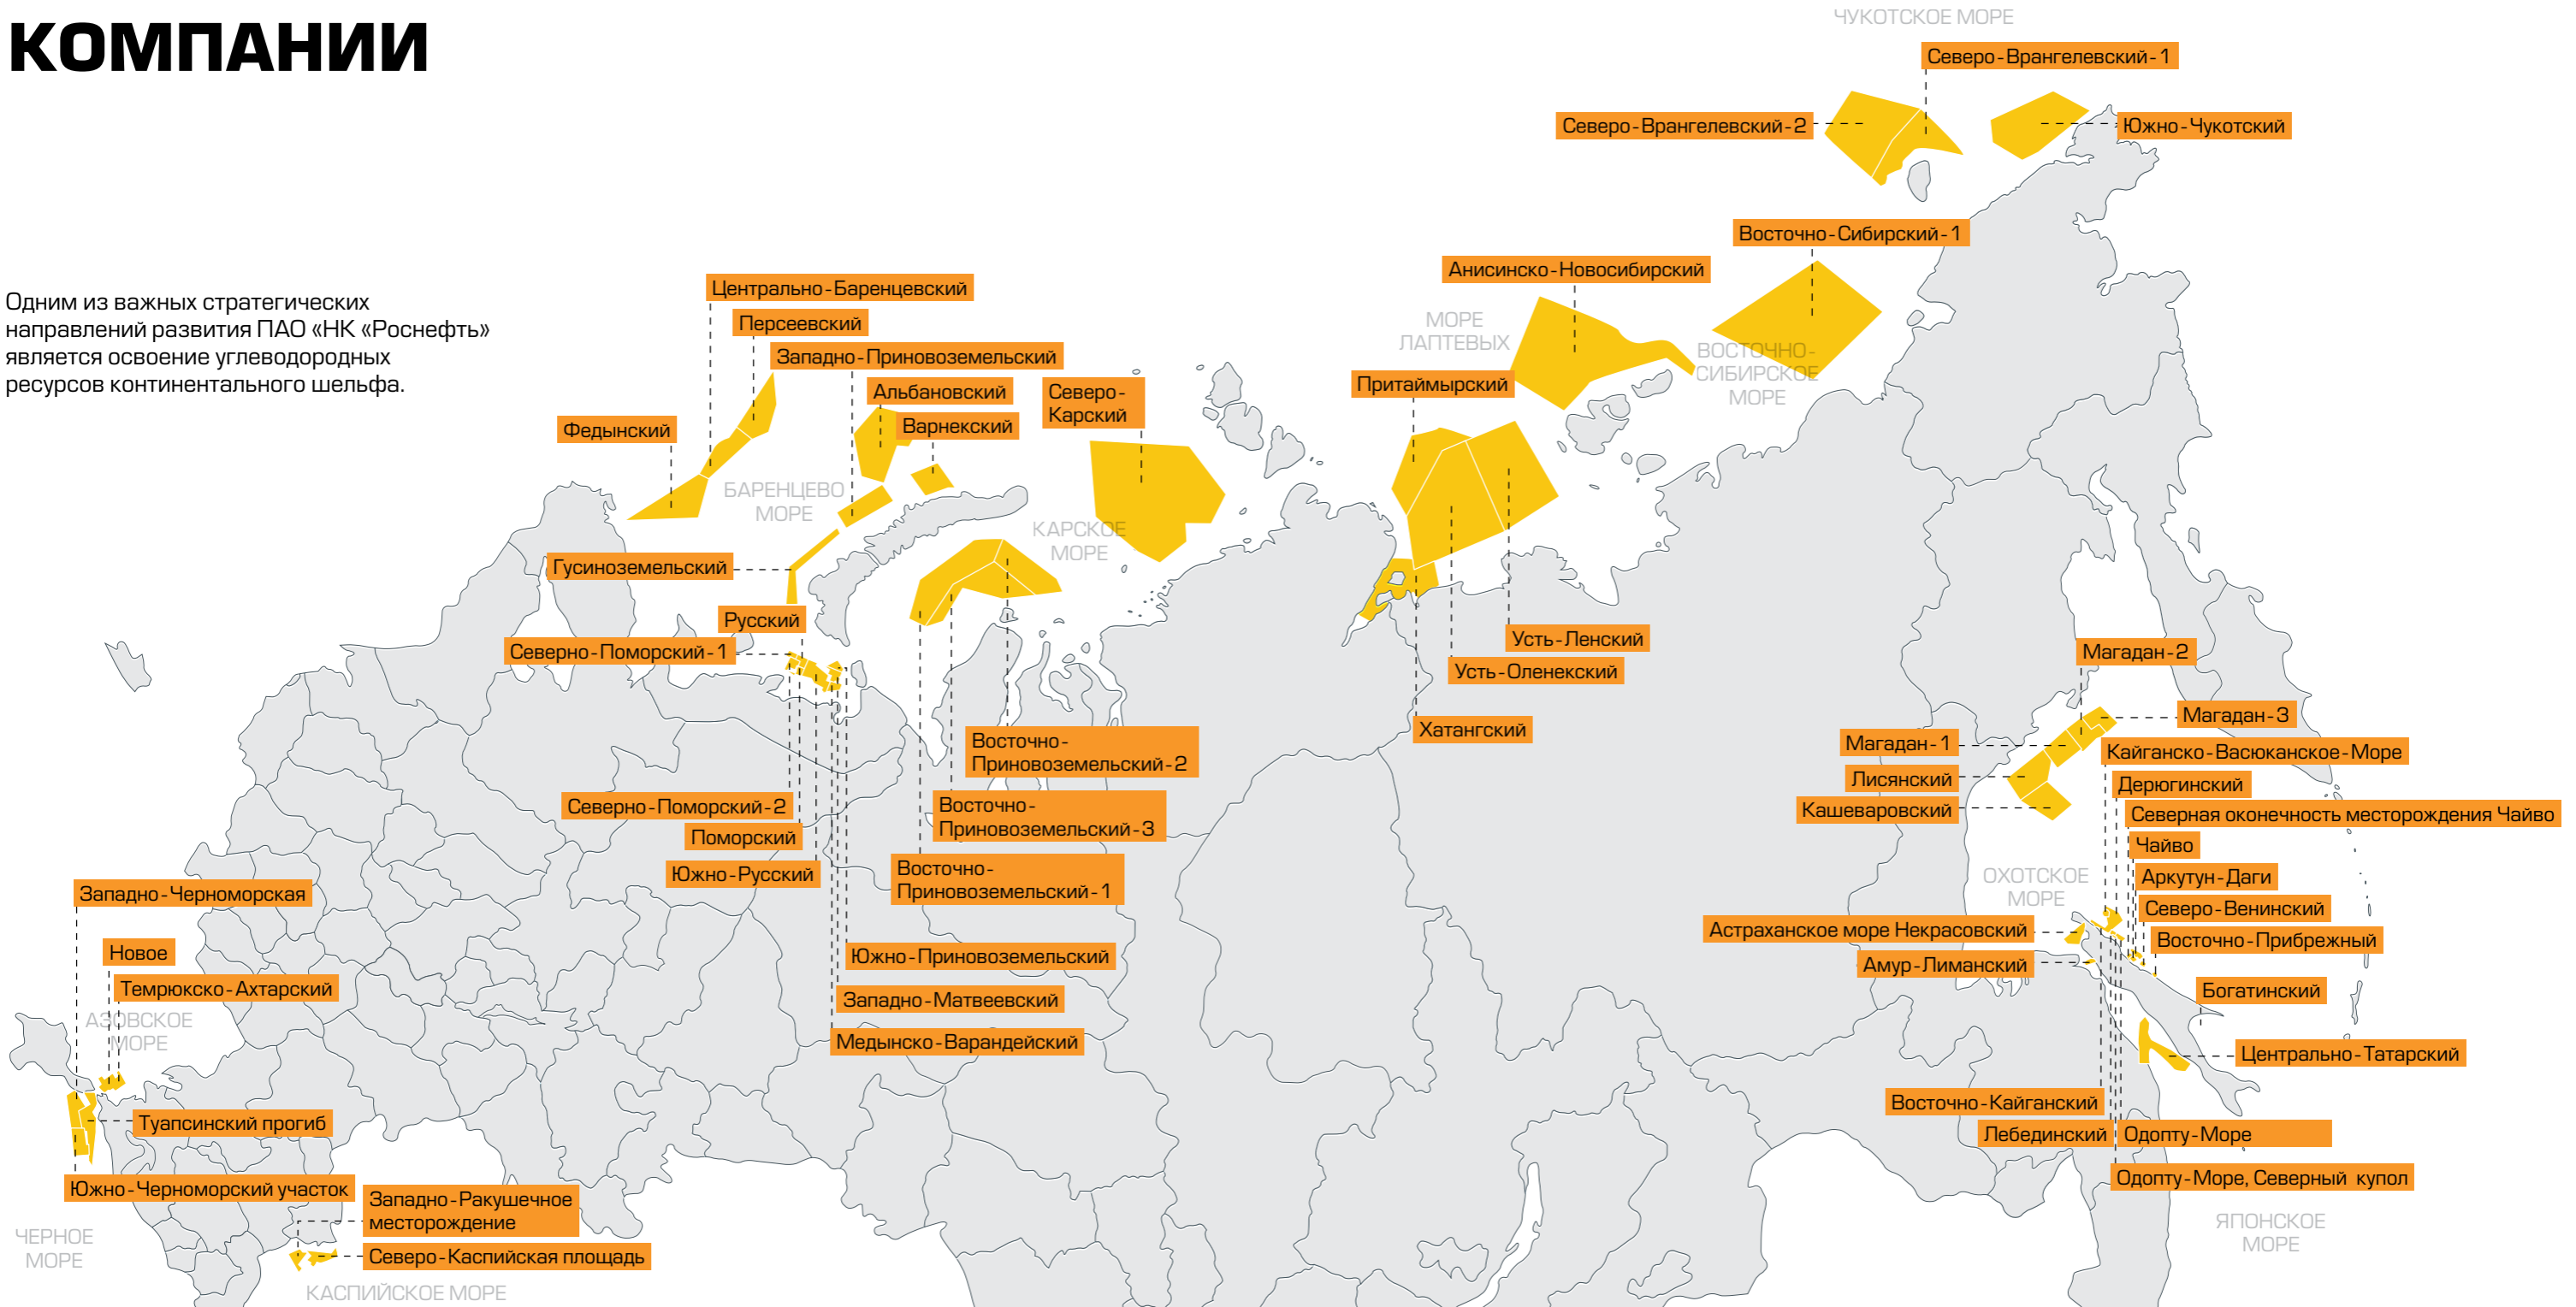 КОМПАНИИ
Одним из важных стратегических
направлений развития ПАО «НК «Роснефть»
является освоение углеводородных
ресурсов континентального шельфа.
ЧУКОТСКОЕ МОРЕ
Северо-Врангелевский-1
Северо-Врангелевский-2
Южно-Чукотский
Восточно-Сибирский-1
Анисинско-Новосибирский
МОРЕ
ЛАПТЕВЫХ
ВОСТОЧНО-
СИБИРСКОЕ
МОРЕ
Притаймырский
Центрально-Баренцевский
Персеевский
Западно-Приновоземельский
Альбановский
Варнекский
Северо-
Карский
Федынский
БАРЕНЦЕВО
МОРЕ
КАРСКОЕ
МОРЕ
Гусиноземельский
Русский
Северно-Поморский-1
Усть-Ленский
Усть-Оленекский
Хатангский
Восточно-
Приновоземельский-2
Восточно-
Приновоземельский-3
Восточно-
Приновоземельский-1
Северно-Поморский-2
Поморский
Южно-Русский
Южно-Приновоземельский
Западно-Матвеевский
Медынско-Варандейский
Магадан-2
Магадан-3
Магадан-1
Лисянский
Кашеваровский
Кайганско-Васюканское-Море
Дерюгинский
Северная оконечность месторождения Чайво
Чайво
Аркутун-Даги
Северо-Венинский
Восточно-Прибрежный
ОХОТСКОЕ
МОРЕ
Астраханское море Некрасовский
Амур-Лиманский
Богатинский
Центрально-Татарский
Восточно-Кайганский
Лебединский
Одопту-Море
Одопту-Море, Северный купол
ЯПОНСКОЕ
МОРЕ
Западно-Черноморская
Новое
Темрюкско-Ахтарский
АЗОВСКОЕ
МОРЕ
Туапсинский прогиб
Южно-Черноморский участок
Западно-Ракушечное
месторождение
Северо-Каспийская площадь
ЧЕРНОЕ
МОРЕ
КАСПИЙСКОЕ МОРЕ